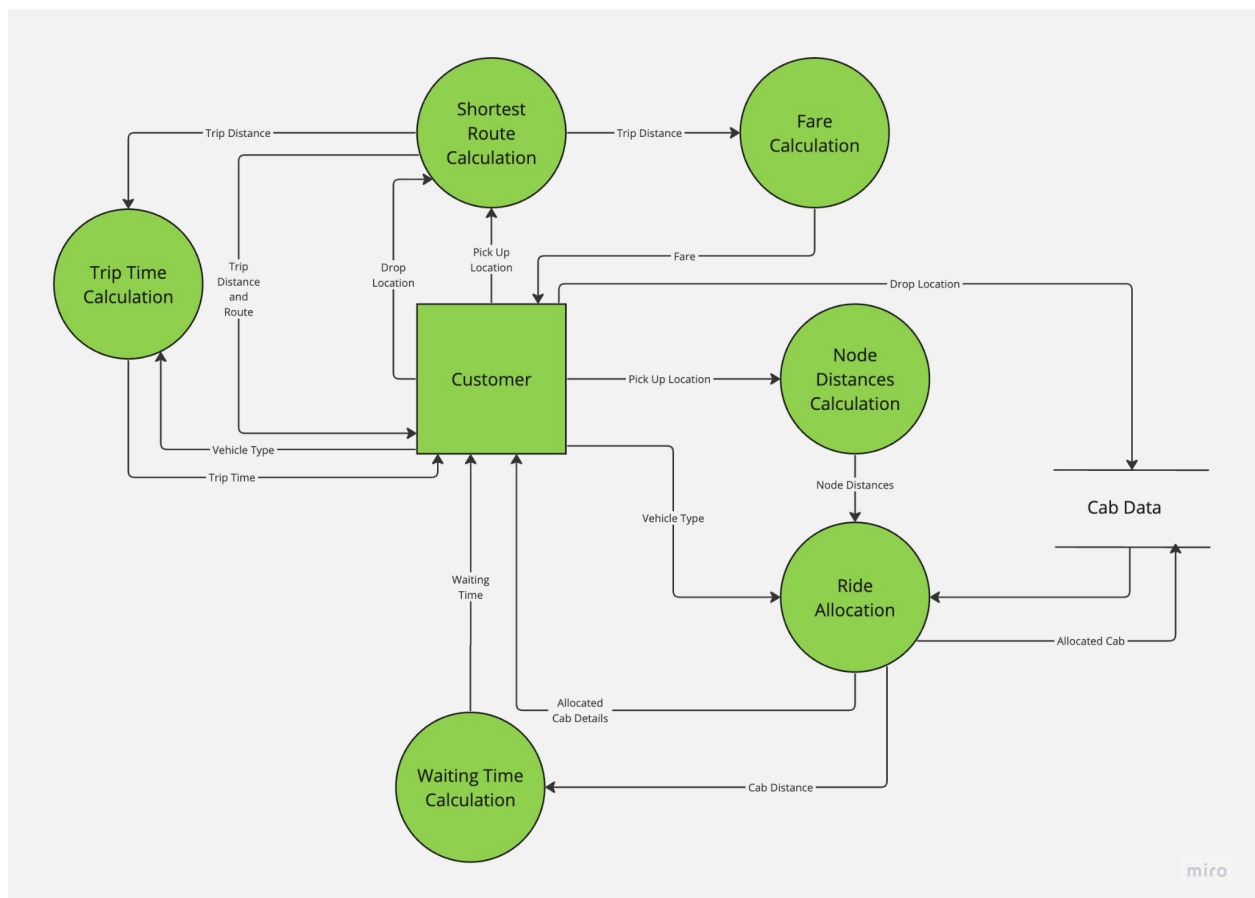 Shortest
Route
Calculation
Fare
Calculation
Trip Distance
Trip Distance
Trip Time
Calculation
Trip
Distance
and
Route
Drop
Location
Pick Up
Location
Fare
Drop Location
Customer
Pick Up Location
Node
Distances
Calculation
Vehicle Type
Trip Time
Node Distances
Vehicle Type
Cab Data
Waiting
Time
Ride
Allocation
Allocated Cab
Allocated
Cab Details
Waiting Time
Calculation
Cab Distance
miro